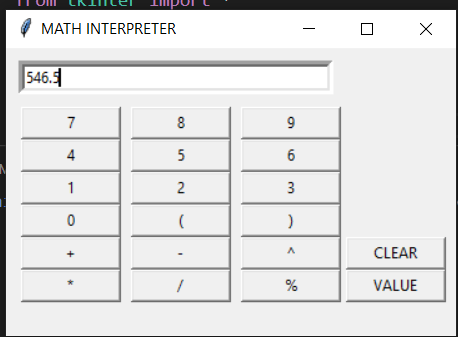 from tkinter import *
MATH INTERPRETER
546.5
7 8 9
4 5 6
1 2 3
0 ( )
+ - ^ CLEAR
* / % VALUE